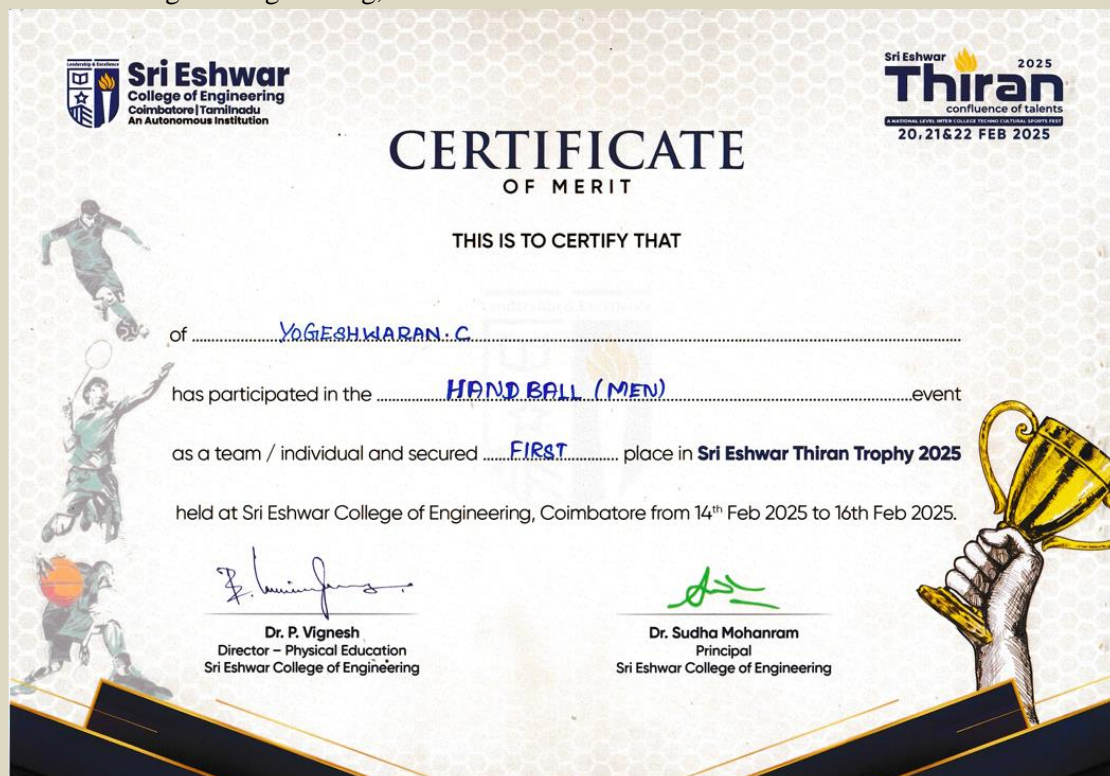 Leadership & Excellence
Sri Eshwar
College of Engineering
Coimbatore | Tamilnadu
An Autonomous Institution
Sri Eshwar
2025
Thiran
confluence of talents
A NATIONAL LEVEL INTER COLLEGE TECHNO CULTURAL SPORTS FEST
20,21&22 FEB 2025
CERTIFICATE
OF MERIT
THIS IS TO CERTIFY THAT
of YOGESHWARAN.C
has participated in the HAND BALL (MEN) event
as a team / individual and secured FIRST place in Sri Eshwar Thiran Trophy 2025
held at Sri Eshwar College of Engineering, Coimbatore from 14th Feb 2025 to 16th Feb 2025.
Dr. P. Vignesh
Director – Physical Education
Sri Eshwar College of Engineering
Dr. Sudha Mohanram
Principal
Sri Eshwar College of Engineering